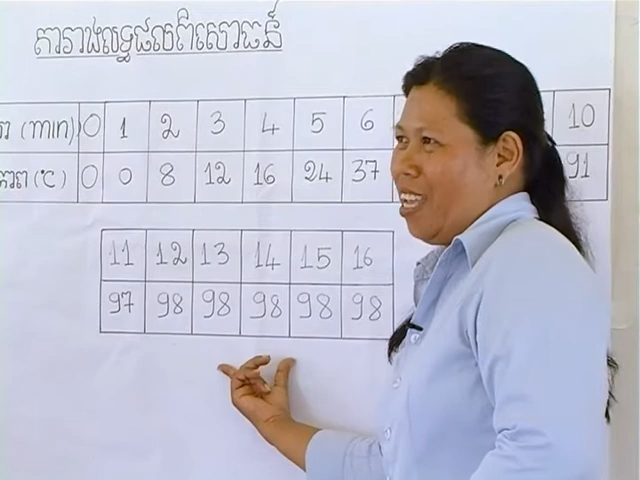 តារាងលទ្ធផលពិសោធន៍
(min) 0 1 2 3 4 5 6 10
(°C) 0 0 8 12 16 24 37 91
11 12 13 14 15 16
97 98 98 98 98 98